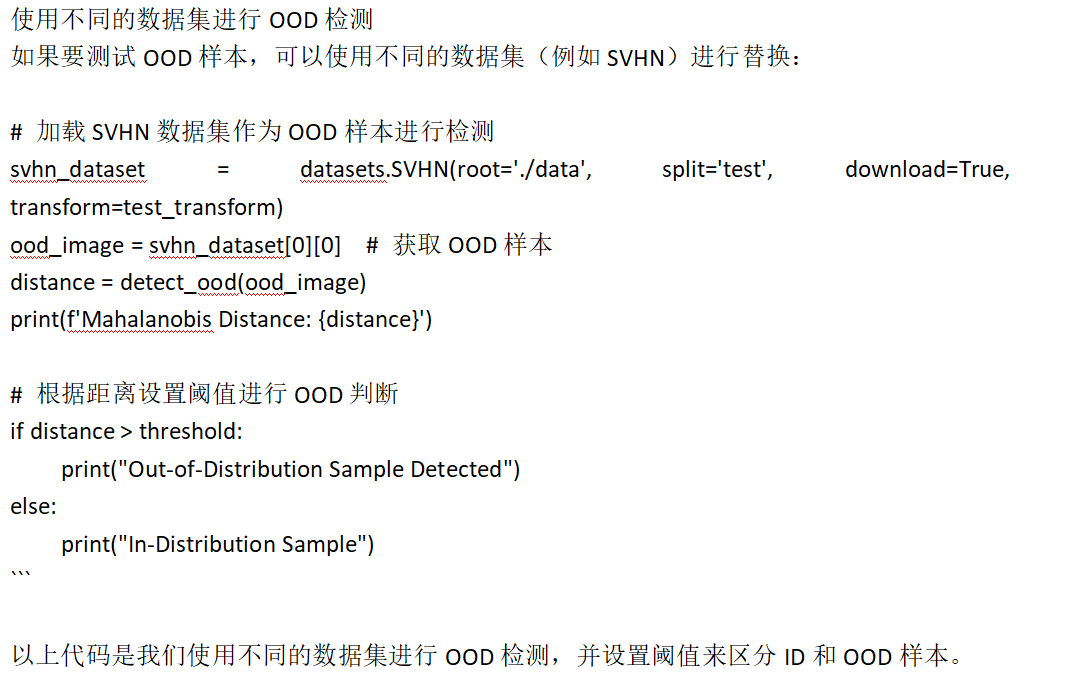 使用不同的数据集进行 OOD 检测
如果要测试 OOD 样本，可以使用不同的数据集（例如 SVHN）进行替换：
# 加载 SVHN 数据集作为 OOD 样本进行检测
svhn_dataset = datasets.SVHN(root='./data', split='test', download=True,
transform=test_transform)
ood_image = svhn_dataset[0][0]  # 获取 OOD 样本
distance = detect_ood(ood_image)
print(f'Mahalanobis Distance: {distance}')
# 根据距离设置阈值进行 OOD 判断
if distance > threshold:
    print("Out-of-Distribution Sample Detected")
else:
    print("In-Distribution Sample")
```
以上代码是我们使用不同的数据集进行 OOD 检测，并设置阈值来区分 ID 和 OOD 样本。